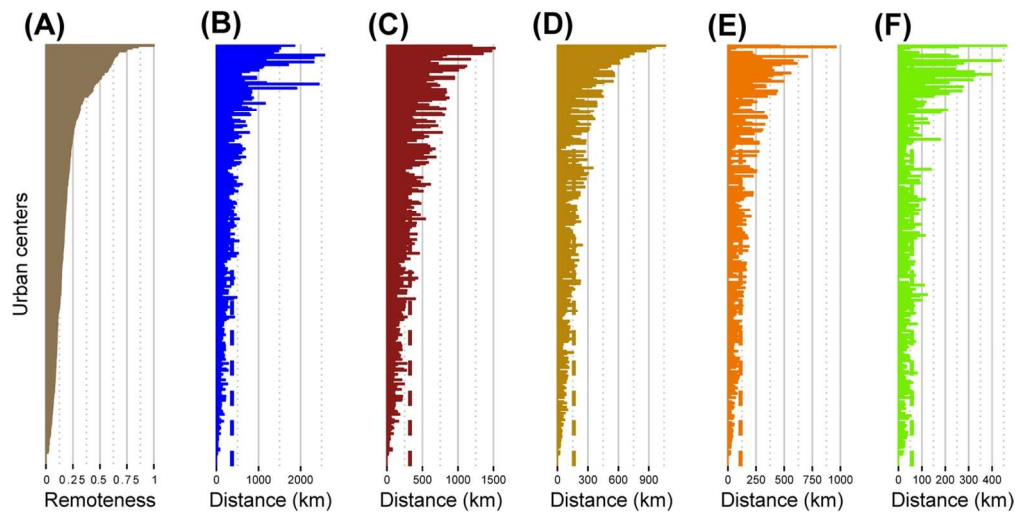 (A) (B) (C) (D) (E) (F)
Urban centers
0 0.25 0.5 0.75 1 0 1000 2000 0 500 1000 1500 0 300 600 900 0 250 500 750 1000 0 100 200 300 400
Remoteness Distance (km) Distance (km) Distance (km) Distance (km) Distance (km)